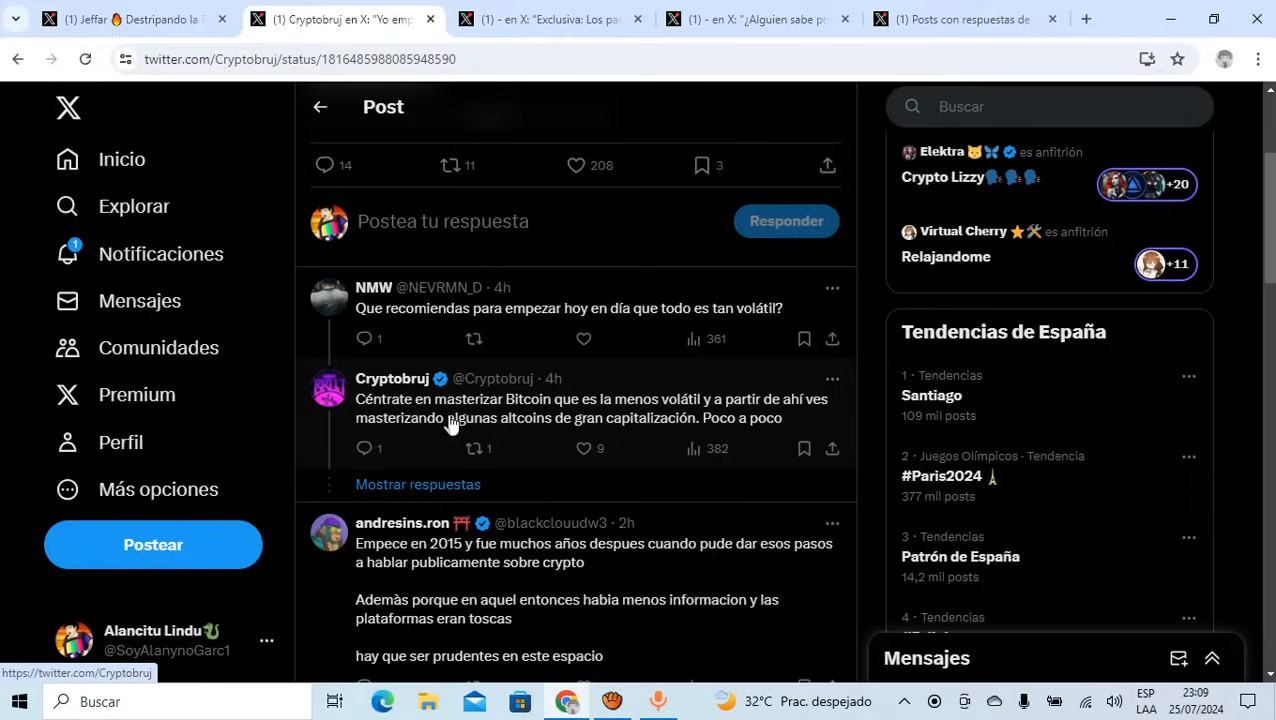 (1) Jeffar 🔥 Destripando la
(1) Cryptobruj en X: "Yo emp
(1) - en X: "Exclusiva: Los pa
(1) - en X: "¿Alguien sabe po
(1) Posts con respuestas de
twitter.com/Cryptobruj/status/1816485988085948590
Post
Buscar
Inicio
Explorar
1
Notificaciones
Mensajes
Comunidades
Premium
Perfil
Más opciones
Postear
Alancitu Lindu🐉
@SoyAlanynoGarc1
14
11
208
3
Postea tu respuesta
Responder
NMW @NEVRMN_D · 4h
Que recomiendas para empezar hoy en día que todo es tan volátil?
1
361
Cryptobruj @Cryptobruj · 4h
Céntrate en masterizar Bitcoin que es la menos volátil y a partir de ahí ves
masterizando algunas altcoins de gran capitalización. Poco a poco
1
1
9
382
Mostrar respuestas
andresins.ron ⛩️ @blackclouudw3 · 2h
Empece en 2015 y fue muchos años despues cuando pude dar esos pasos
a hablar publicamente sobre crypto
Ademàs porque en aquel entonces habia menos informacion y las
plataformas eran toscas
hay que ser prudentes en este espacio
Elektra 🐱🦋 es anfitrión
Crypto Lizzy🗣️🗣️🗣️
+20
Virtual Cherry ⭐🛠️ es anfitrión
Relajandome
+11
Tendencias de España
1 · Tendencias
Santiago
109 mil posts
2 · Juegos Olímpicos · Tendencia
#Paris2024
377 mil posts
3 · Tendencias
Patrón de España
14,2 mil posts
4 · Tendencias
Mensajes
https://twitter.com/Cryptobruj
Buscar
32°C Prac. despejado
ESP
LAA
23:09
25/07/2024